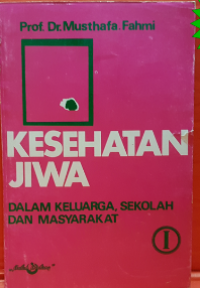 Prof. Dr. Musthafa. Fahmi
KESEHATAN
JIWA
DALAM KELUARGA, SEKOLAH
DAN MASYARAKAT
I